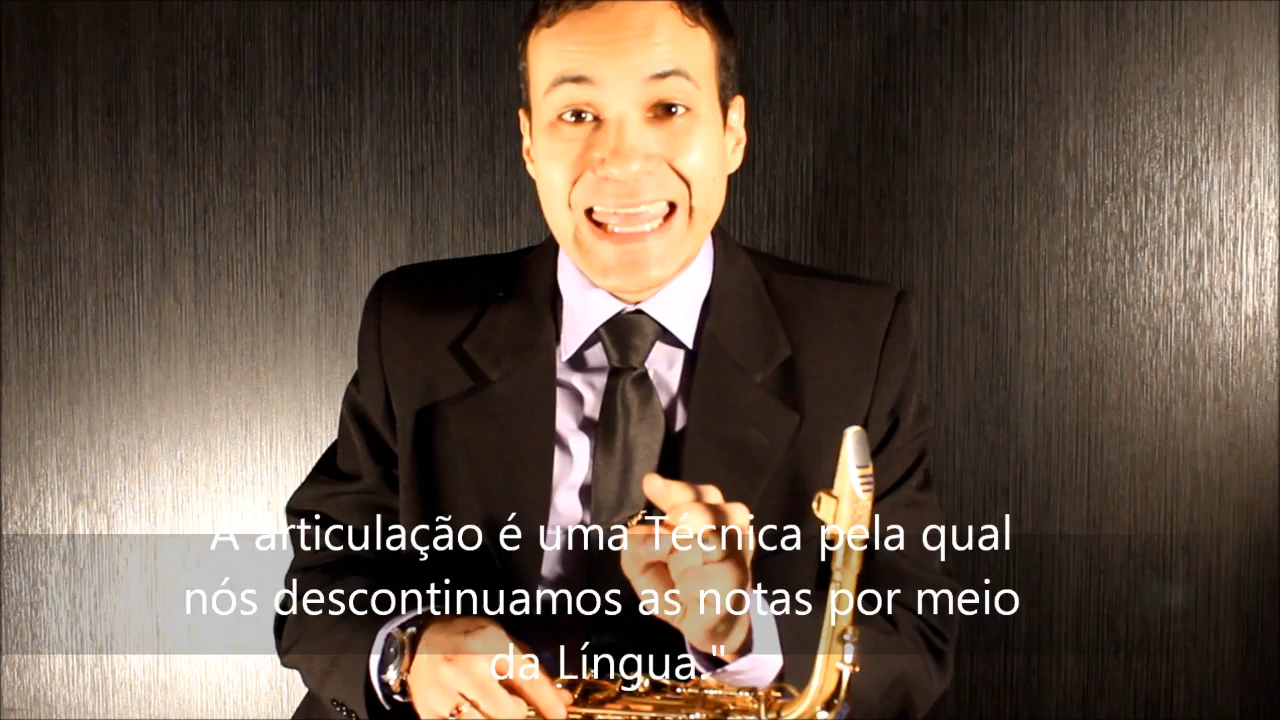 "A articulação é uma Técnica pela qual
nós descontinuamos as notas por meio
da Língua."